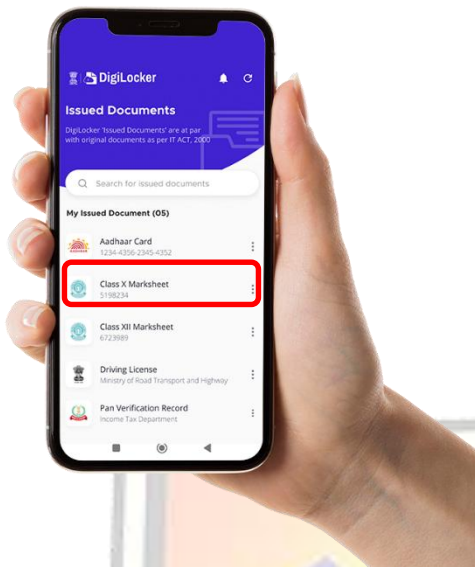 DigiLocker
Issued Documents
DigiLocker 'Issued Documents' are at par
with original documents as per IT ACT, 2000
Search for issued documents
My Issued Document (05)
Aadhaar Card
1234-4356-2345-4352
Class X Marksheet
5198234
Class XII Marksheet
6723989
Driving License
Ministry of Road Transport and Highway
Pan Verification Record
Income Tax Department